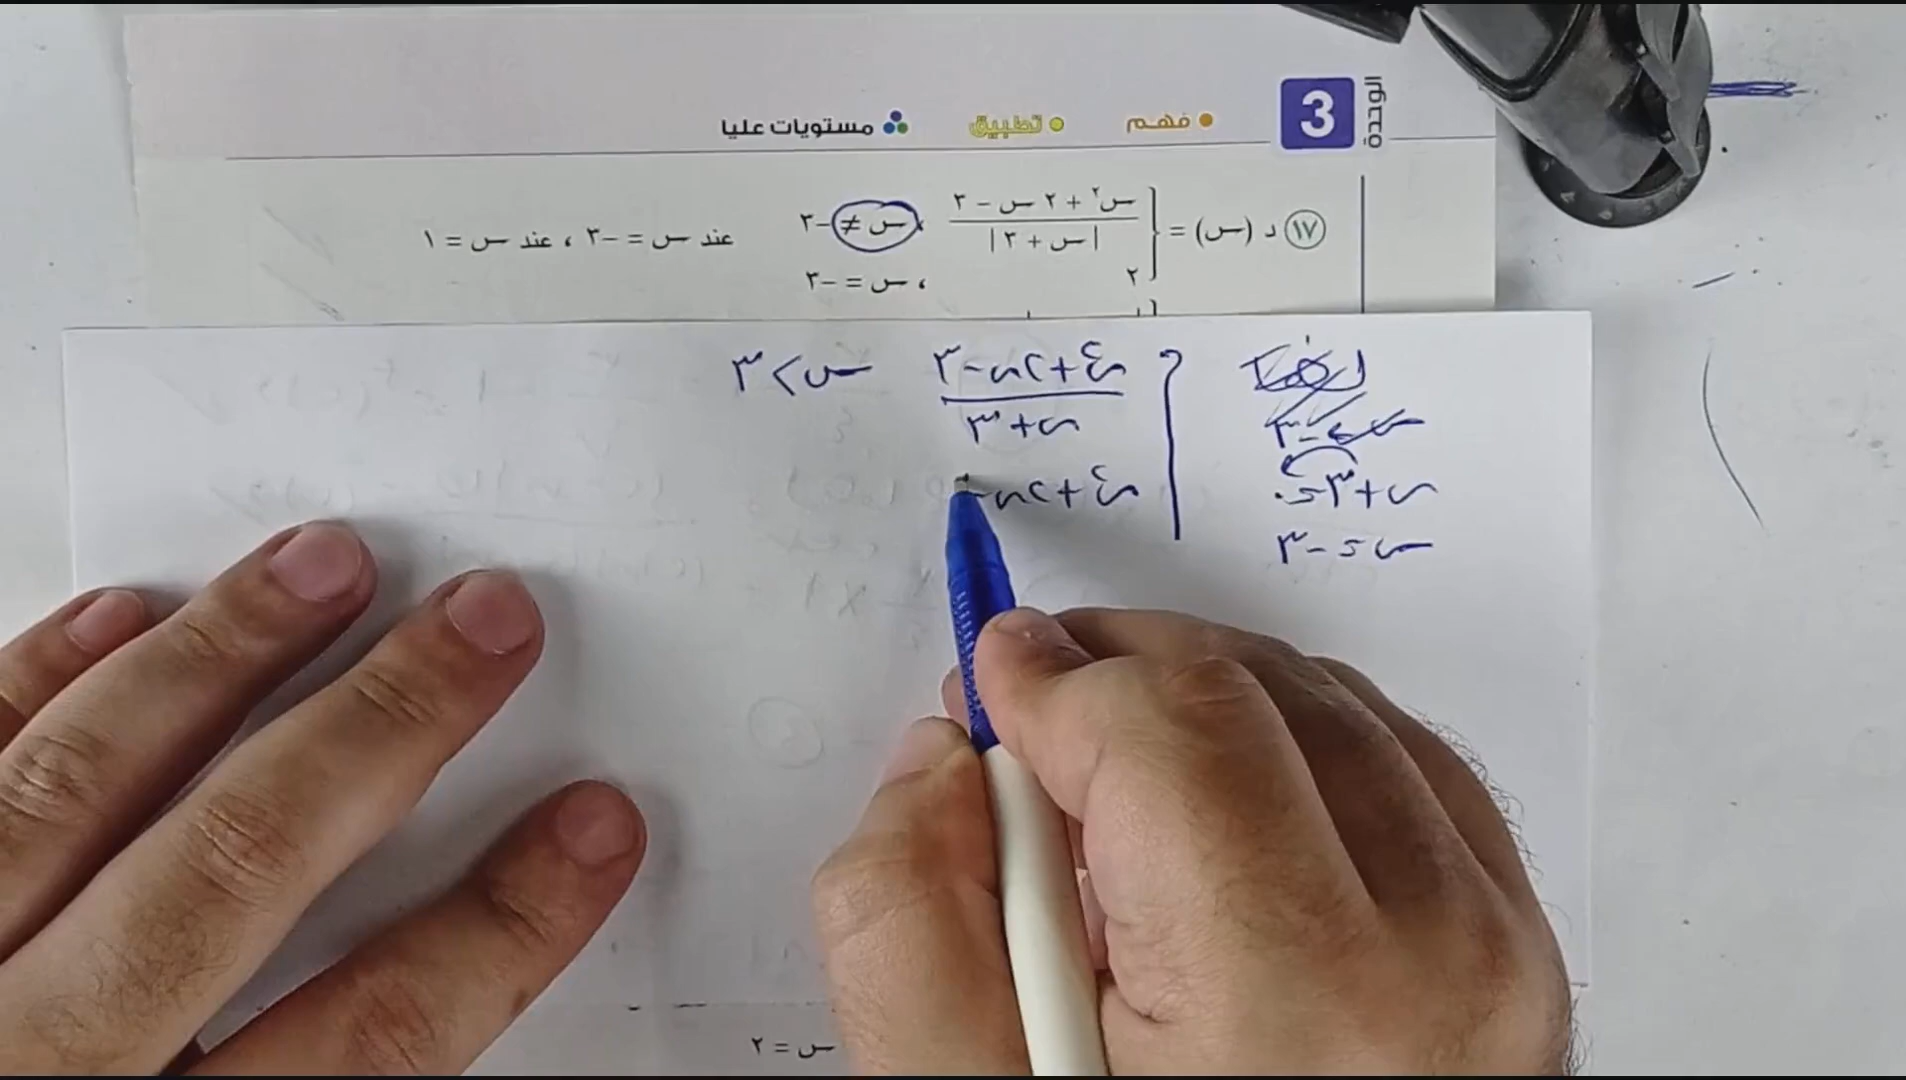 الوحدة 3
فهم تطبيق مستويات عليا
١٧ د (س) = { س٢ + ٢ س - ٣ / | س + ٣ | ، س ≠ -٣ عند س = -٣ ، عند س = ١
٢ ، س = -٣
س٢ + ٢س - ٣ / س + ٣ س > ٣
س + ٣ = ٠ س٢ + ٢س -
س = - ٣
س = ٢